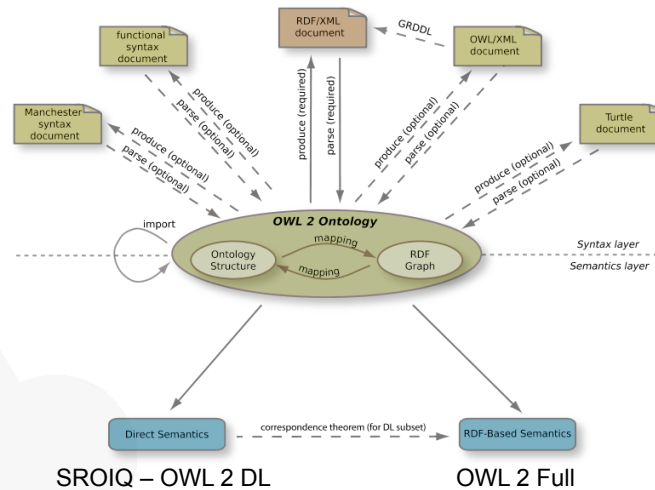 functional
syntax
document
RDF/XML
document
GRDDL
OWL/XML
document
Manchester
syntax
document
Turtle
document
produce (optional)
parse (optional)
produce (optional)
parse (optional)
produce (required)
parse (required)
produce (optional)
parse (optional)
produce (optional)
parse (optional)
import
OWL 2 Ontology
mapping
Ontology
Structure
RDF
Graph
mapping
Syntax layer
Semantics layer
Direct Semantics
correspondence theorem (for DL subset)
RDF-Based Semantics
SROIQ – OWL 2 DL
OWL 2 Full